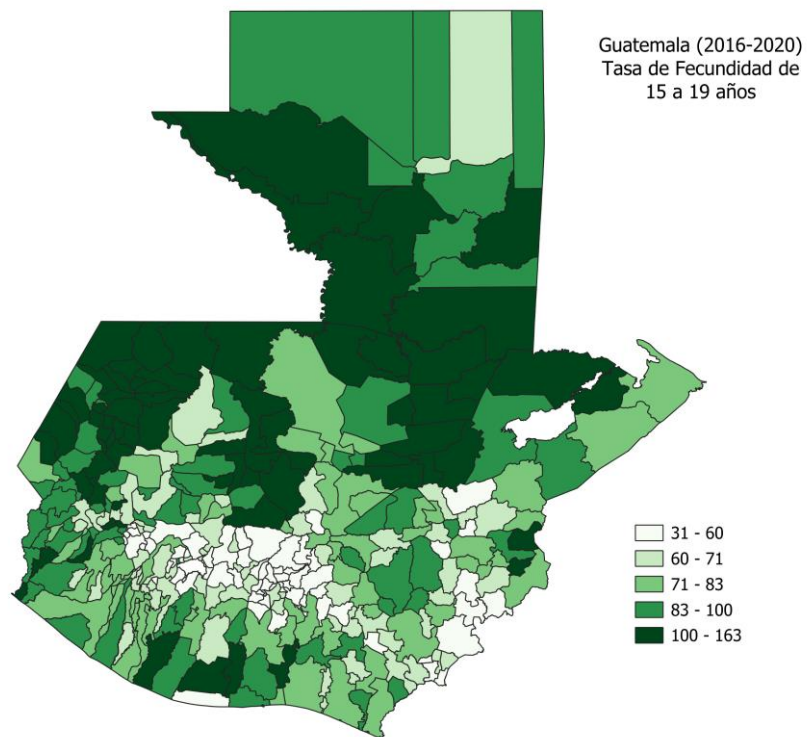 Guatemala (2016-2020)
Tasa de Fecundidad de
15 a 19 años
31 - 60
60 - 71
71 - 83
83 - 100
100 - 163